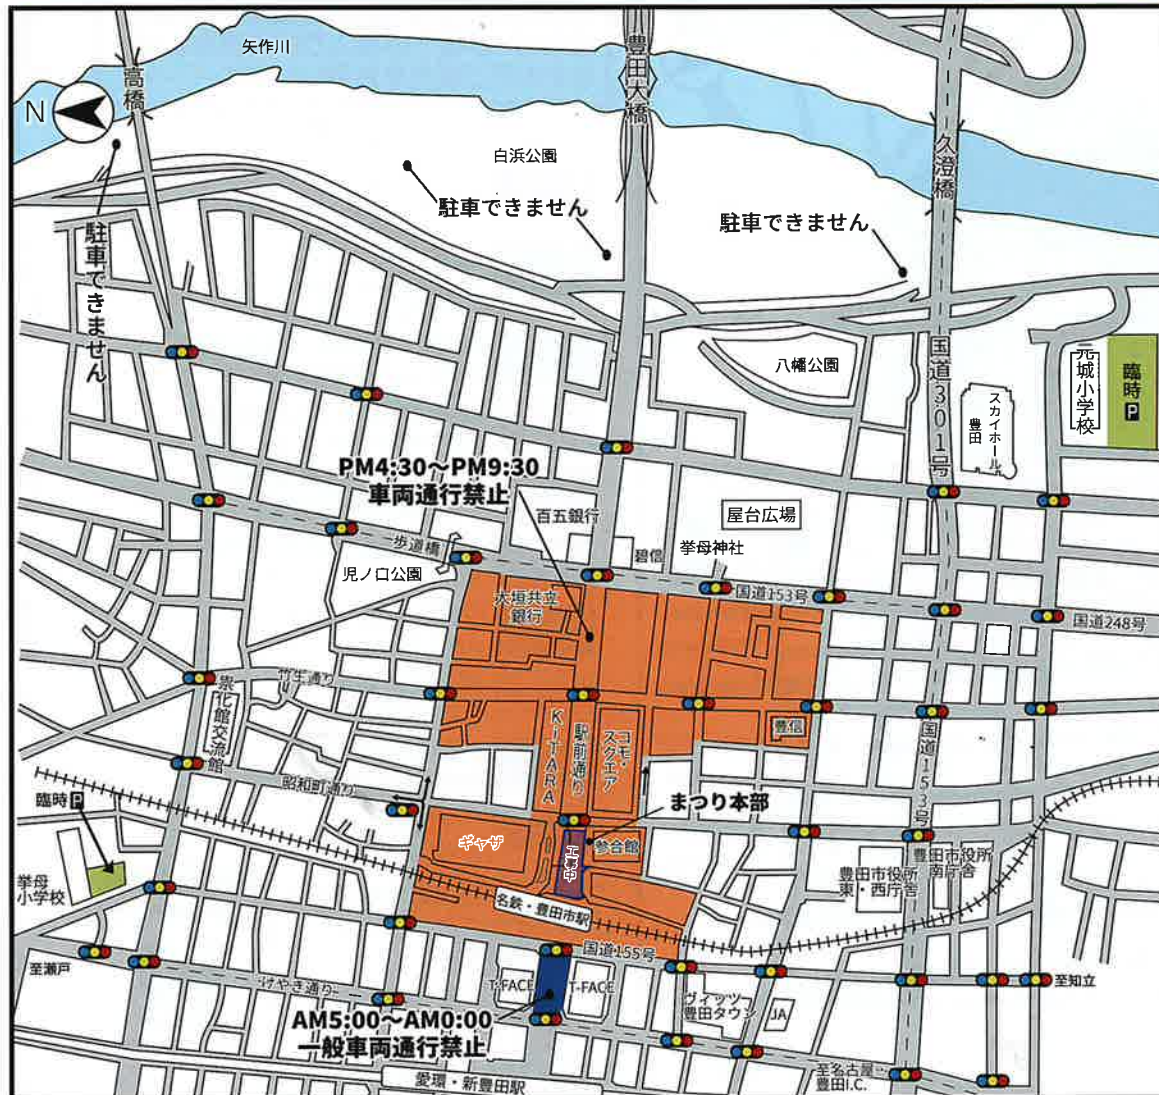 矢作川
高橋
豊田大橋
久澄橋
N
白浜公園
駐車できません
駐車できません
駐車できません
国道301号
八幡公園
スカイホール
豊田
元城小学校
臨時P
PM4:30〜PM9:30
車両通行禁止
百五銀行
屋台広場
歩道橋
碧信
挙母神社
児ノ口公園
大垣共立
銀行
国道153号
国道248号
竹生通り
崇化館交流館
KiTARA
駅前通り
コモ・
スクエア
豊信
国道153号
昭和町通り
臨時P
まつり本部
ギャザ
工事中
参合館
豊田市役所
南庁舎
豊田市役所
東・西庁舎
挙母
小学校
名鉄・豊田市駅
国道155号
至瀬戸
けやき通り
T-FACE
T-FACE
至知立
ヴィッツ
豊田タウン
JA
AM5:00〜AM0:00
一般車両通行禁止
至名古屋
豊田I.C.
愛環・新豊田駅